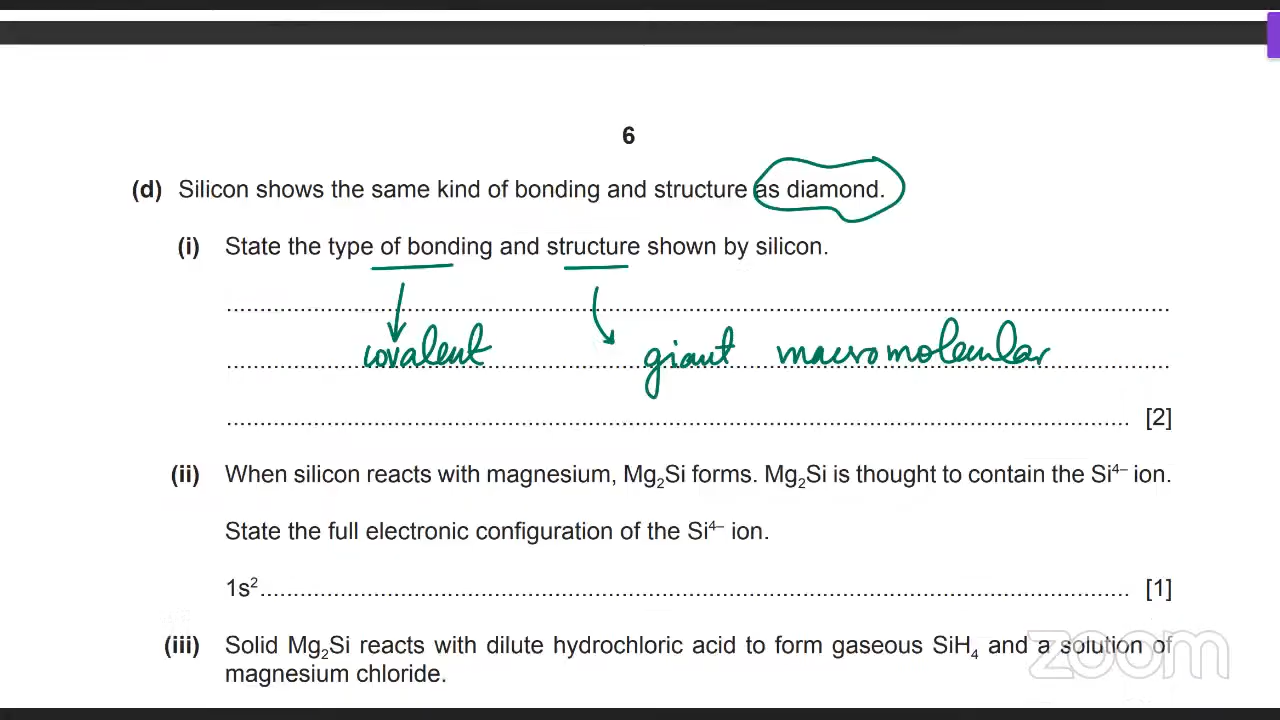 6
(d) Silicon shows the same kind of bonding and structure as diamond.
(i) State the type of bonding and structure shown by silicon.
covalent giant macromolecular
[2]
(ii) When silicon reacts with magnesium, Mg₂Si forms. Mg₂Si is thought to contain the Si⁴⁻ ion.
State the full electronic configuration of the Si⁴⁻ ion.
1s² [1]
(iii) Solid Mg₂Si reacts with dilute hydrochloric acid to form gaseous SiH₄ and a solution of
magnesium chloride.
zoom